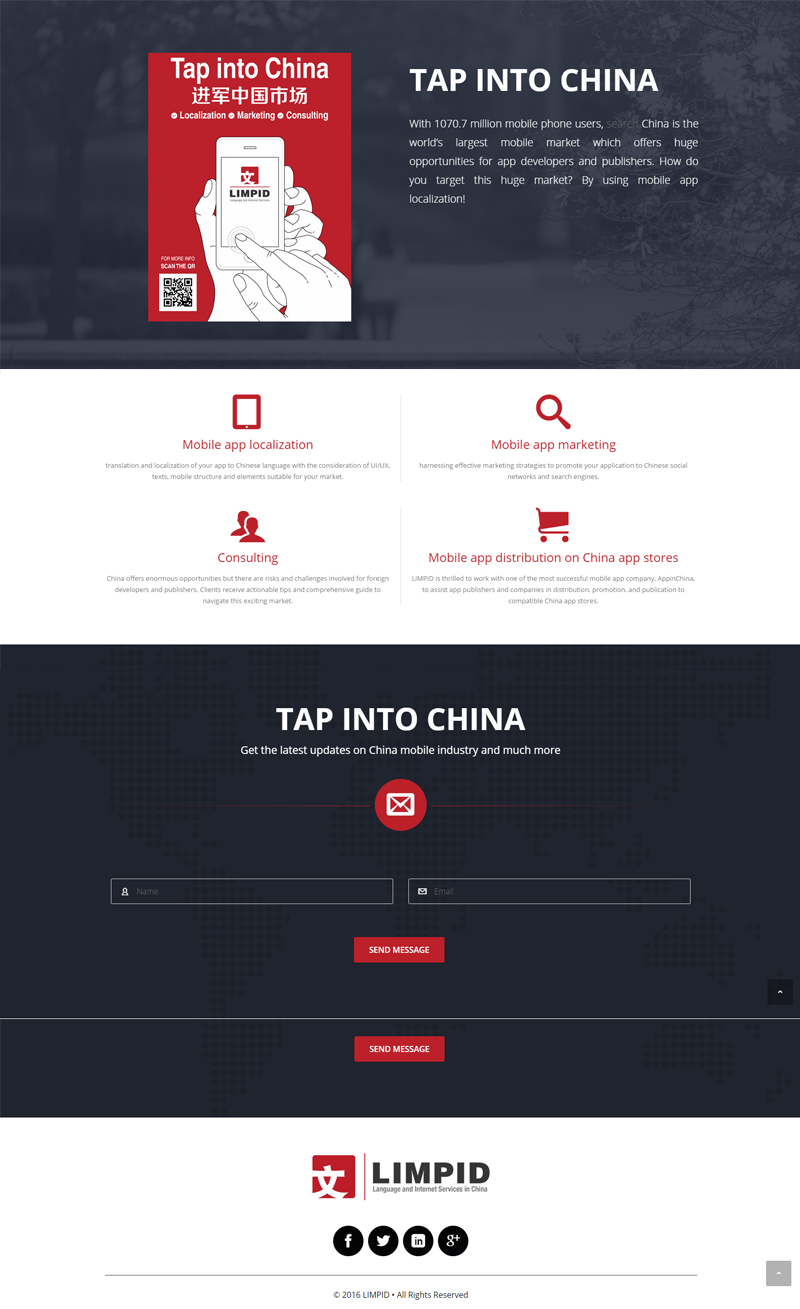 Tap into China
进军中国市场
Localization Marketing Consulting
文
LIMPID
Language and Internet Services
FOR MORE INFO
SCAN THE QR
TAP INTO CHINA
With 1070.7 million mobile phone users, search China is the
world's largest mobile market which offers huge
opportunities for app developers and publishers. How do
you target this huge market? By using mobile app
localization!
Mobile app localization
translation and localization of your app to Chinese language with the consideration of UI/UX,
texts, mobile structure and elements suitable for your market.
Mobile app marketing
harnessing effective marketing strategies to promote your application to Chinese social
networks and search engines.
Consulting
China offers enormous opportunities but there are risks and challenges involved for foreign
developers and publishers. Clients receive actionable tips and comprehensive guide to
navigate this exciting market.
Mobile app distribution on China app stores
LIMPID is thrilled to work with one of the most successful mobile app company, AppinChina,
to assist app publishers and companies in distribution, promotion, and publication to
compatible China app stores.
TAP INTO CHINA
Get the latest updates on China mobile industry and much more
Name
Email
SEND MESSAGE
SEND MESSAGE
文
LIMPID
Language and Internet Services in China
© 2016 LIMPID • All Rights Reserved